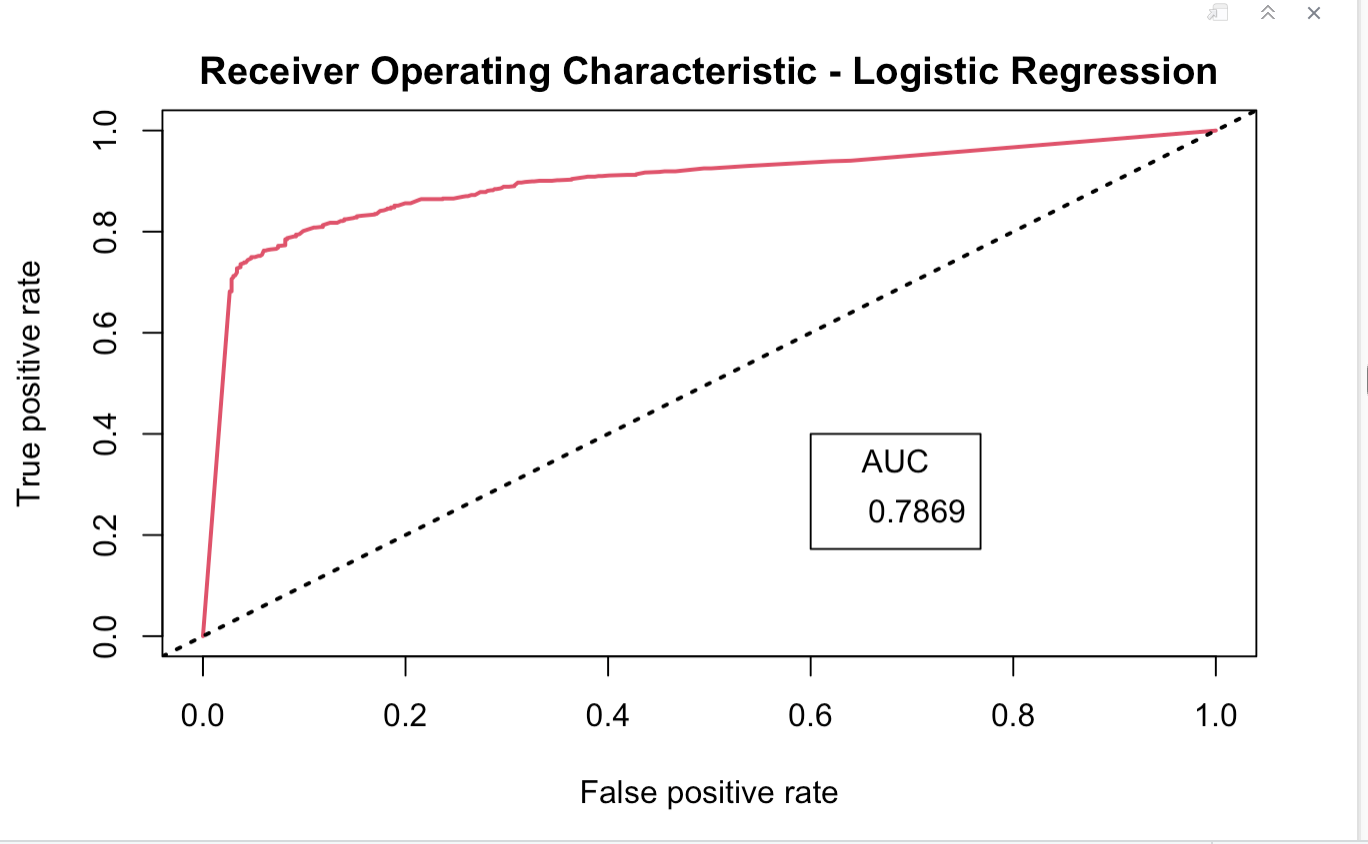 Receiver Operating Characteristic - Logistic Regression
True positive rate
1.0
0.8
0.6
0.4
0.2
0.0
AUC
0.7869
0.0 0.2 0.4 0.6 0.8 1.0
False positive rate